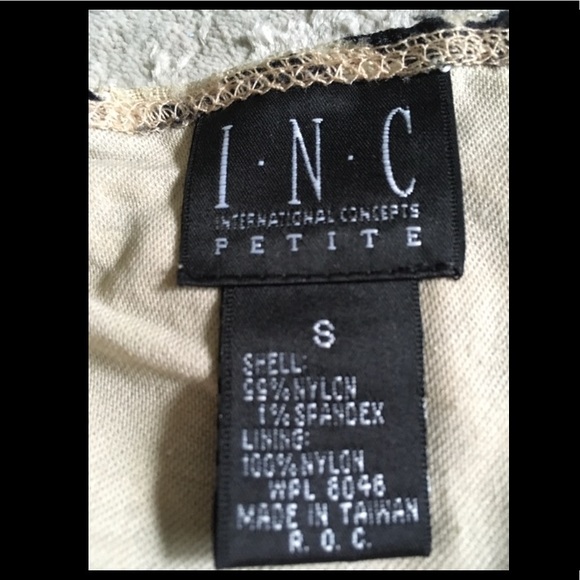 I·N·C
INTERNATIONAL CONCEPTS
PETITE
S
SHELL:
99% NYLON
1% SPANDEX
LINING:
100% NYLON
WPL 6046
MADE IN TAIWAN
R. O. C.